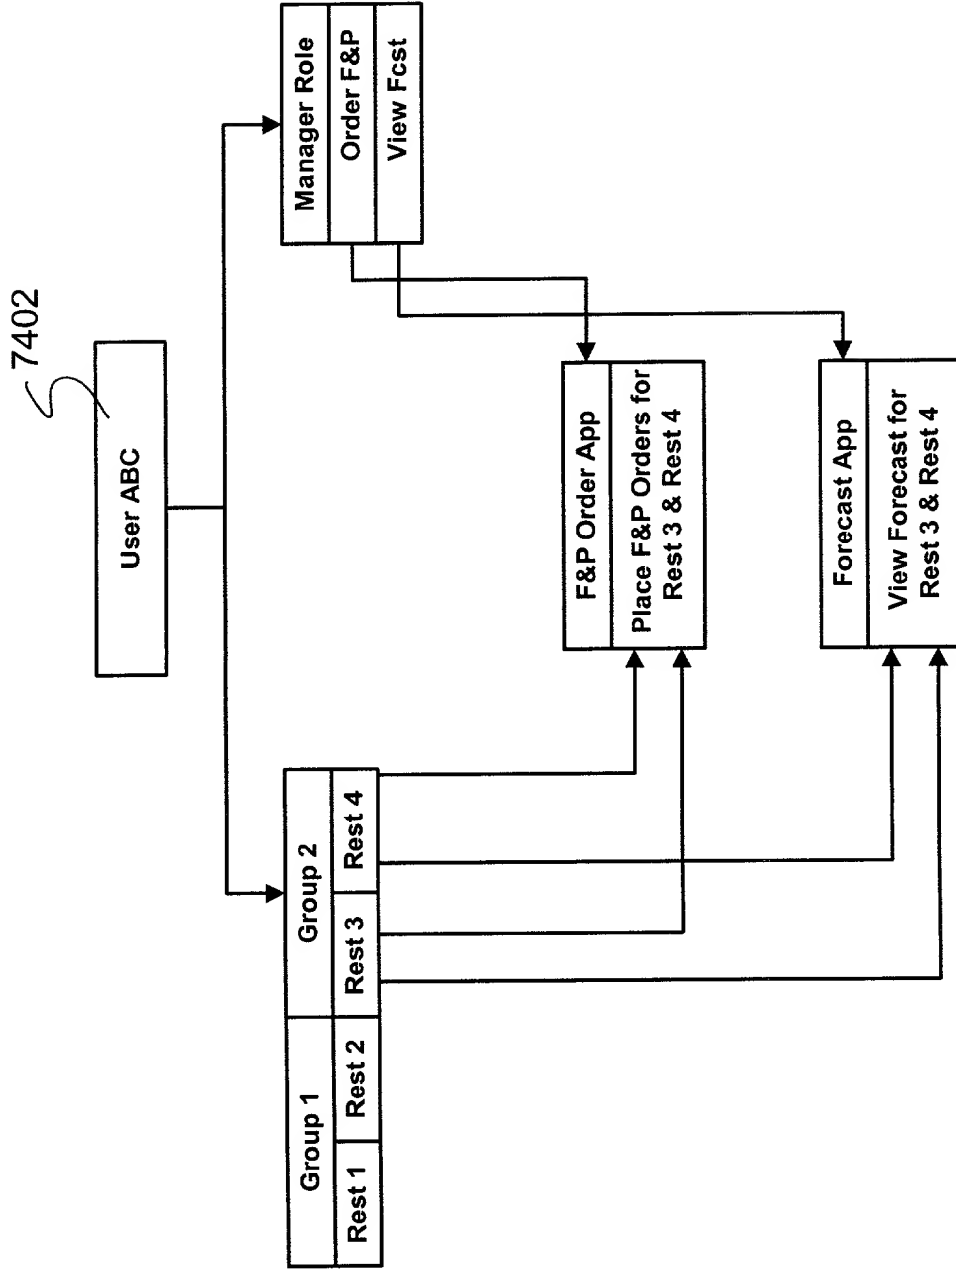 7402
User ABC
Group 1
Group 2
Manager Role
Rest 1
Rest 2
Rest 3
Rest 4
Order F&P
View Fcst
F&P Order App
Place F&P Orders for
Rest 3 & Rest 4
Forecast App
View Forecast for
Rest 3 & Rest 4